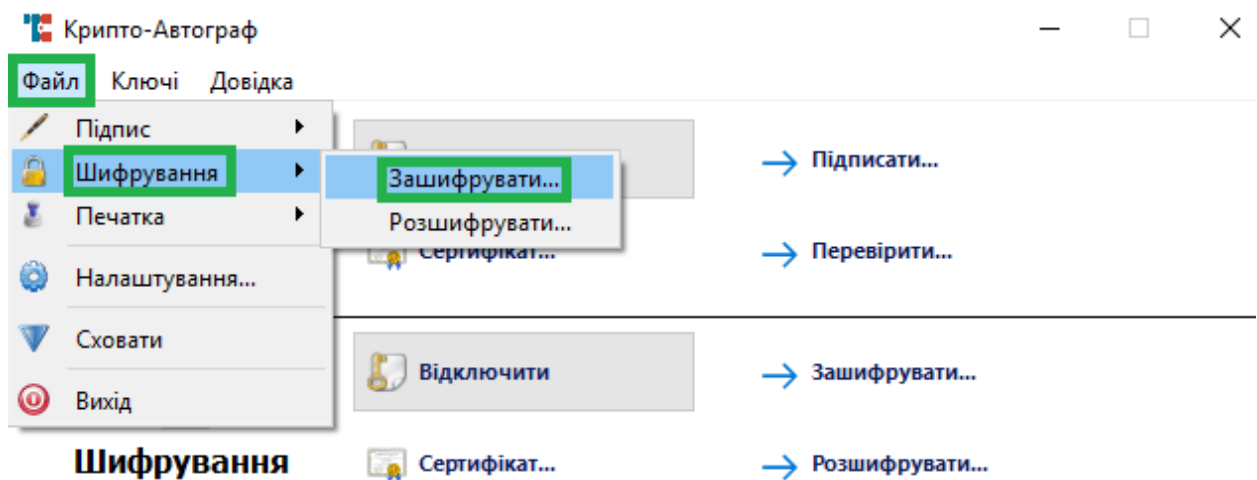 Крипто-Автограф
Файл Ключі Довідка
Підпис
Підписати...
Шифрування
Зашифрувати...
Печатка
Розшифрувати...
Сертифікат...
Перевірити...
Налаштування...
Сховати
Відключити
Зашифрувати...
Вихід
Шифрування
Сертифікат...
Розшифрувати...